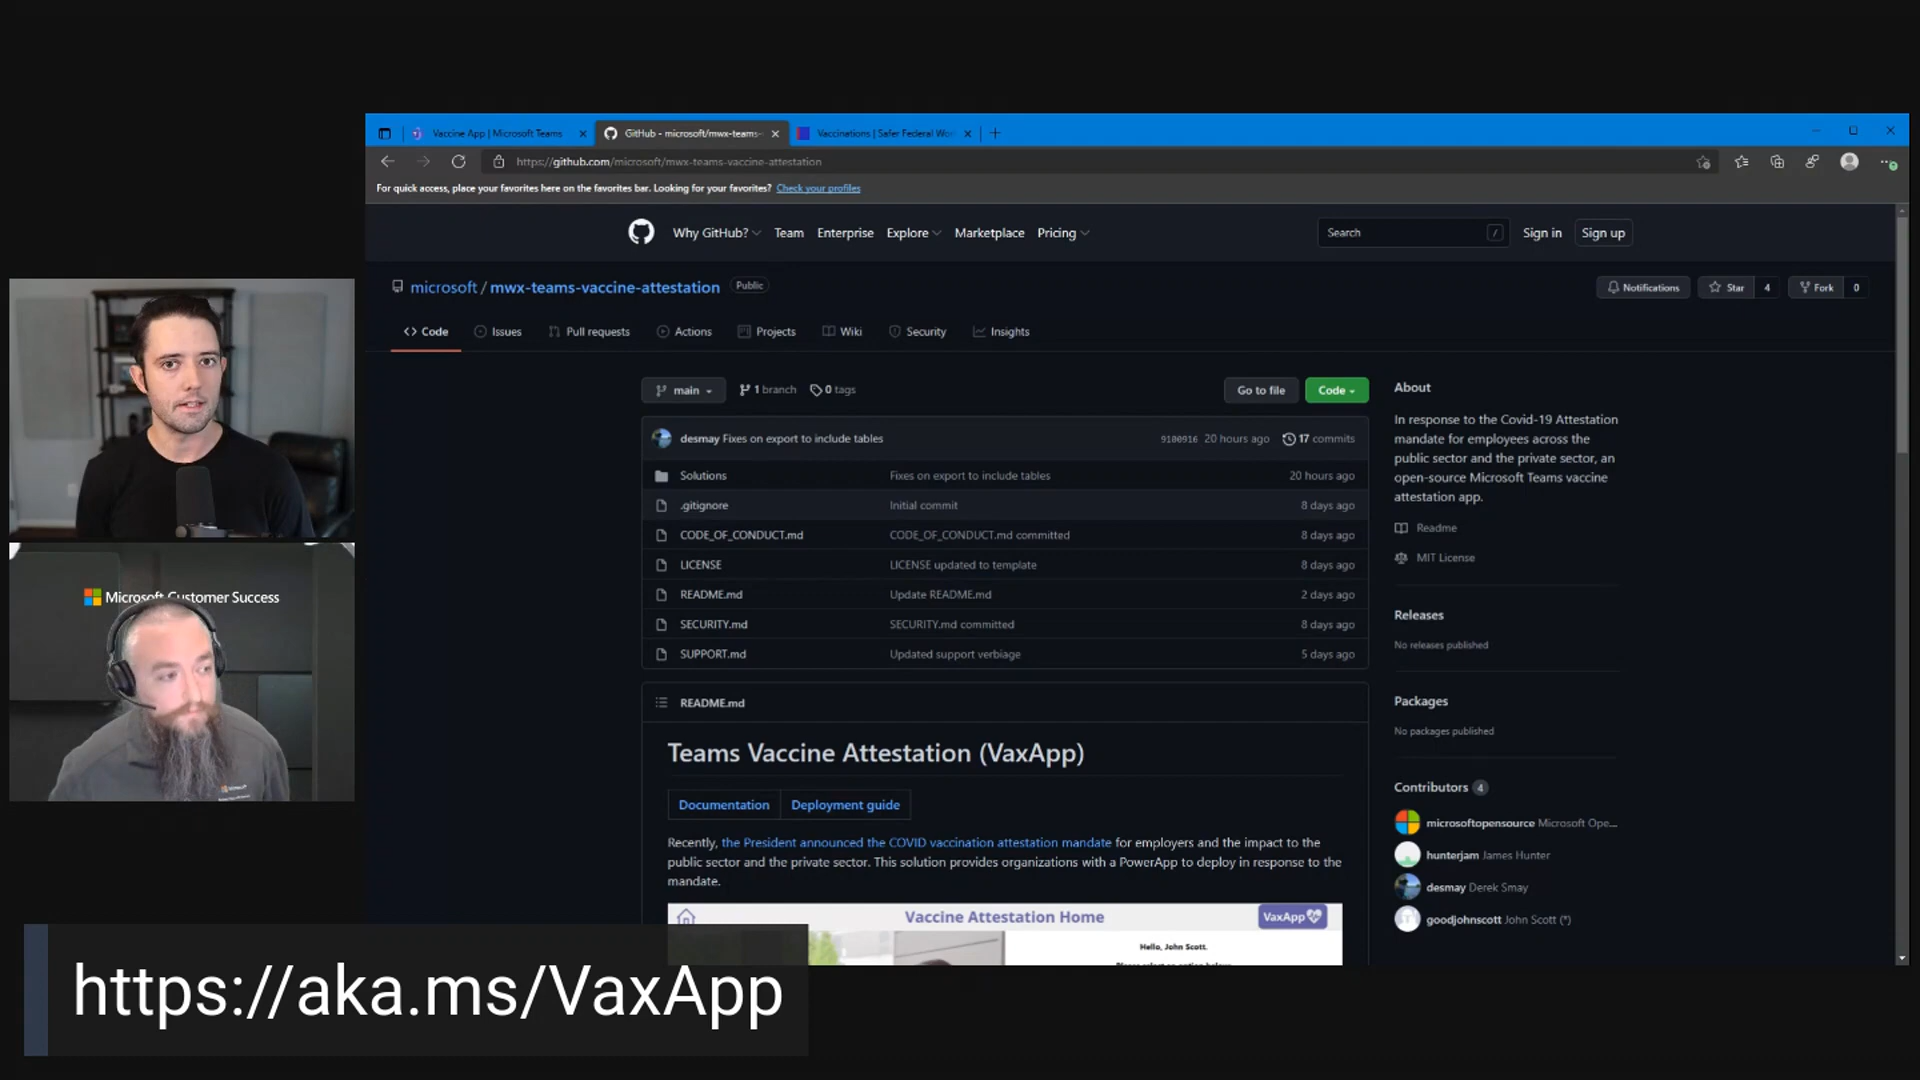 Vaccine App | Microsoft Teams
GitHub - microsoft/mwx-teams-
Vaccinations | Safer Federal Wor
https://github.com/microsoft/mwx-teams-vaccine-attestation
For quick access, place your favorites here on the favorites bar. Looking for your favorites? Check your profiles
Why GitHub? Team Enterprise Explore Marketplace Pricing
Search /
Sign in
Sign up
microsoft / mwx-teams-vaccine-attestation Public
Notifications
Star 4
Fork 0
Code Issues Pull requests Actions Projects Wiki Security Insights
main 1 branch 0 tags
Go to file Code
desmay Fixes on export to include tables 9100916 20 hours ago 17 commits
Solutions Fixes on export to include tables 20 hours ago
.gitignore Initial commit 8 days ago
CODE_OF_CONDUCT.md CODE_OF_CONDUCT.md committed 8 days ago
LICENSE LICENSE updated to template 8 days ago
README.md Update README.md 2 days ago
SECURITY.md SECURITY.md committed 8 days ago
SUPPORT.md Updated support verbiage 5 days ago
README.md
Teams Vaccine Attestation (VaxApp)
Documentation Deployment guide
Recently, the President announced the COVID vaccination attestation mandate for employers and the impact to the
public sector and the private sector. This solution provides organizations with a PowerApp to deploy in response to the
mandate.
Vaccine Attestation Home
VaxApp
Hello, John Scott.
About
In response to the Covid-19 Attestation
mandate for employees across the
public sector and the private sector, an
open-source Microsoft Teams vaccine
attestation app.
Readme
MIT License
Releases
No releases published
Packages
No packages published
Contributors 4
microsoftopensource Microsoft Ope...
hunterjam James Hunter
desmay Derek Smay
goodjohnscott John Scott (*)
Microsoft Customer Success
https://aka.ms/VaxApp